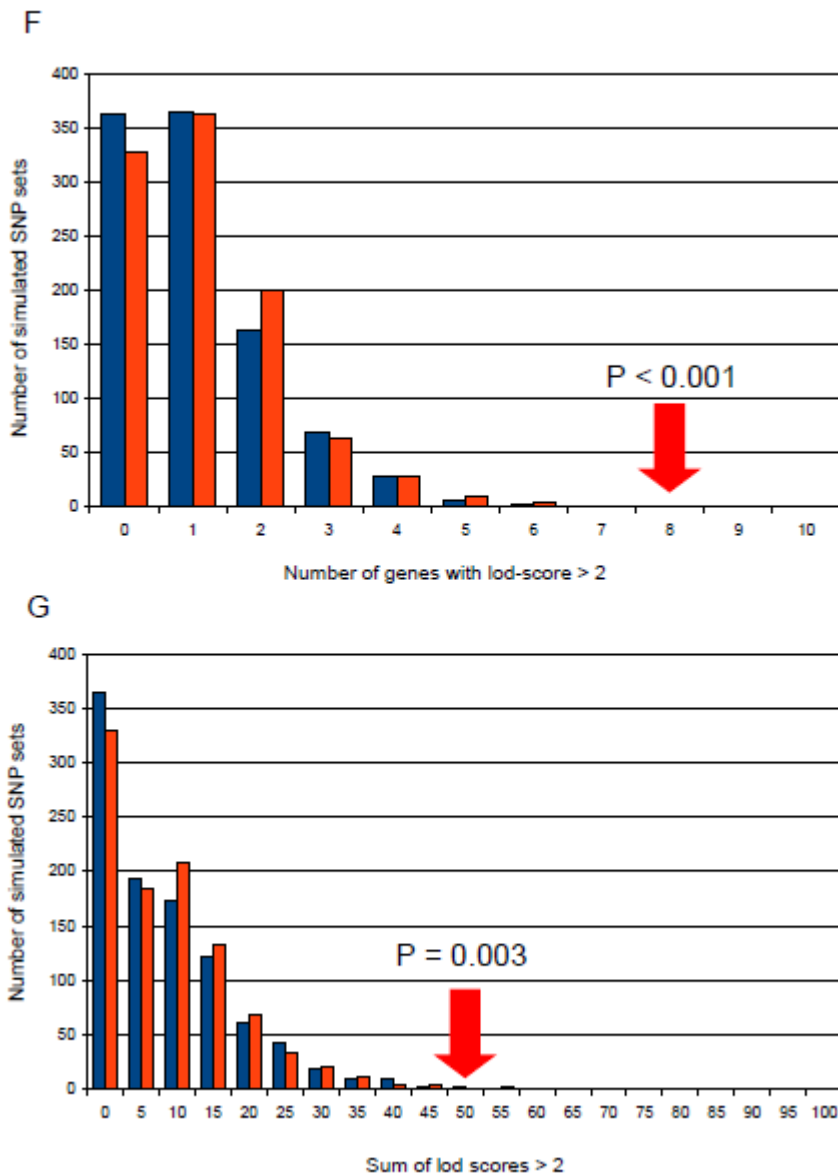 F
400
350
300
250
200
150
100
50
0
Number of simulated SNP sets
P < 0.001
0 1 2 3 4 5 6 7 8 9 10
Number of genes with lod-score > 2
G
400
350
300
250
200
150
100
50
0
Number of simulated SNP sets
P = 0.003
0 5 10 15 20 25 30 35 40 45 50 55 60 65 70 75 80 85 90 95 100
Sum of lod scores > 2